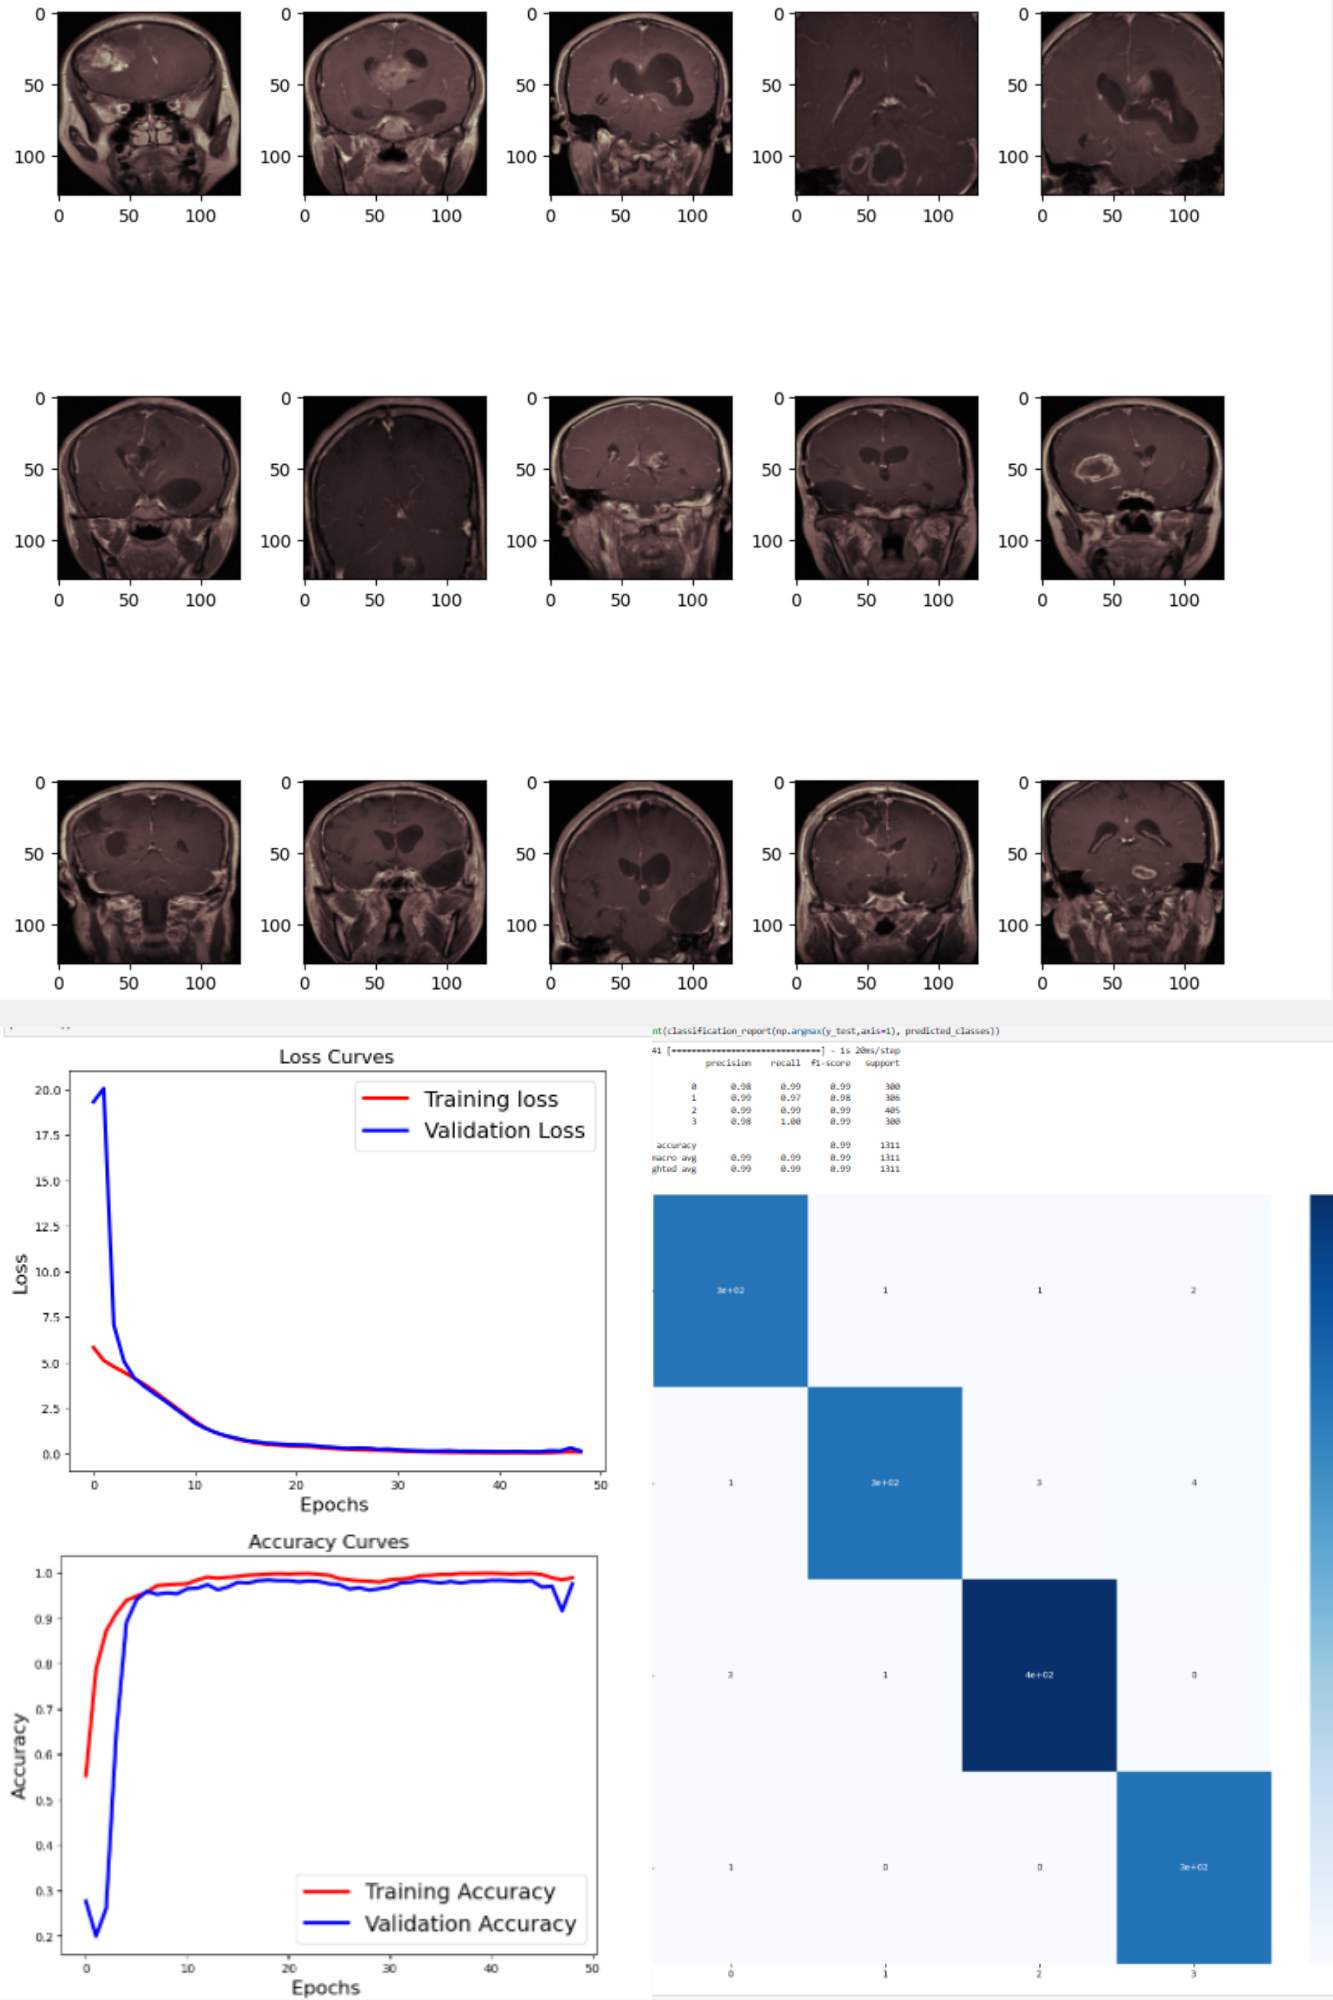 0 0 0 0 0
50 50 50 50 50
100 100 100 100 100
0 50 100 0 50 100 0 50 100 0 50 100 0 50 100
0 0 0 0 0
50 50 50 50 50
100 100 100 100 100
0 50 100 0 50 100 0 50 100 0 50 100 0 50 100
0 0 0 0 0
50 50 50 50 50
100 100 100 100 100
0 50 100 0 50 100 0 50 100 0 50 100 0 50 100
Loss Curves
20.0
17.5
15.0
12.5
10.0
7.5
5.0
2.5
0.0
Loss
Training loss
Validation Loss
0 10 20 30 40 50
Epochs
Accuracy Curves
1.0
0.9
0.8
0.7
0.6
0.5
0.4
0.3
0.2
Accuracy
Training Accuracy
Validation Accuracy
0 10 20 30 40 50
Epochs
nt(classification_report(np.argmax(y_test,axis=1), predicted_classes))
41 [==============================] - 1s 20ms/step
precision recall f1-score support
0 0.98 0.99 0.99 300
1 0.99 0.97 0.98 306
2 0.99 0.99 0.99 405
3 0.98 1.00 0.99 300
accuracy 0.99 1311
macro avg 0.99 0.99 0.99 1311
ghted avg 0.99 0.99 0.99 1311
3e+02 1 1 2
1 3e+02 3 4
3 1 4e+02 0
1 0 0 3e+02
0 1 2 3